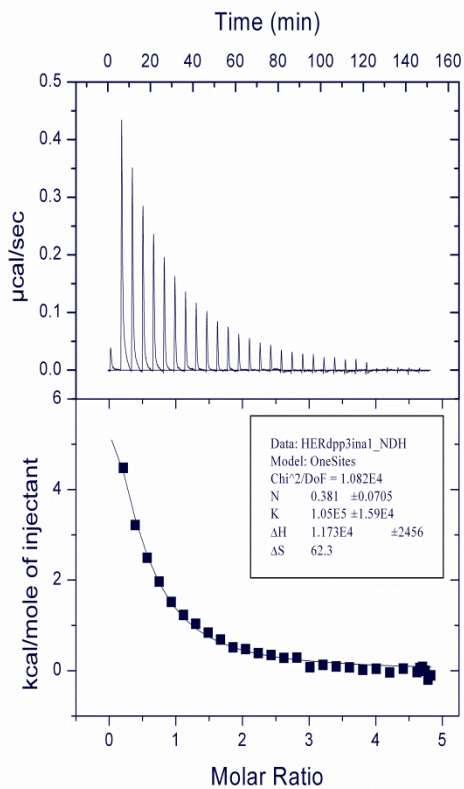 Time (min)
0 20 40 60 80 100 120 140 160
0.5
0.4
0.3
0.2
0.1
0.0
µcal/sec
6
4
2
0
kcal/mole of injectant
Data: HERdpp3ina1_NDH
Model: OneSites
Chi^2/DoF = 1.082E4
N 0.381 ±0.0705
K 1.05E5 ±1.59E4
ΔH 1.173E4 ±2456
ΔS 62.3
0 1 2 3 4 5
Molar Ratio